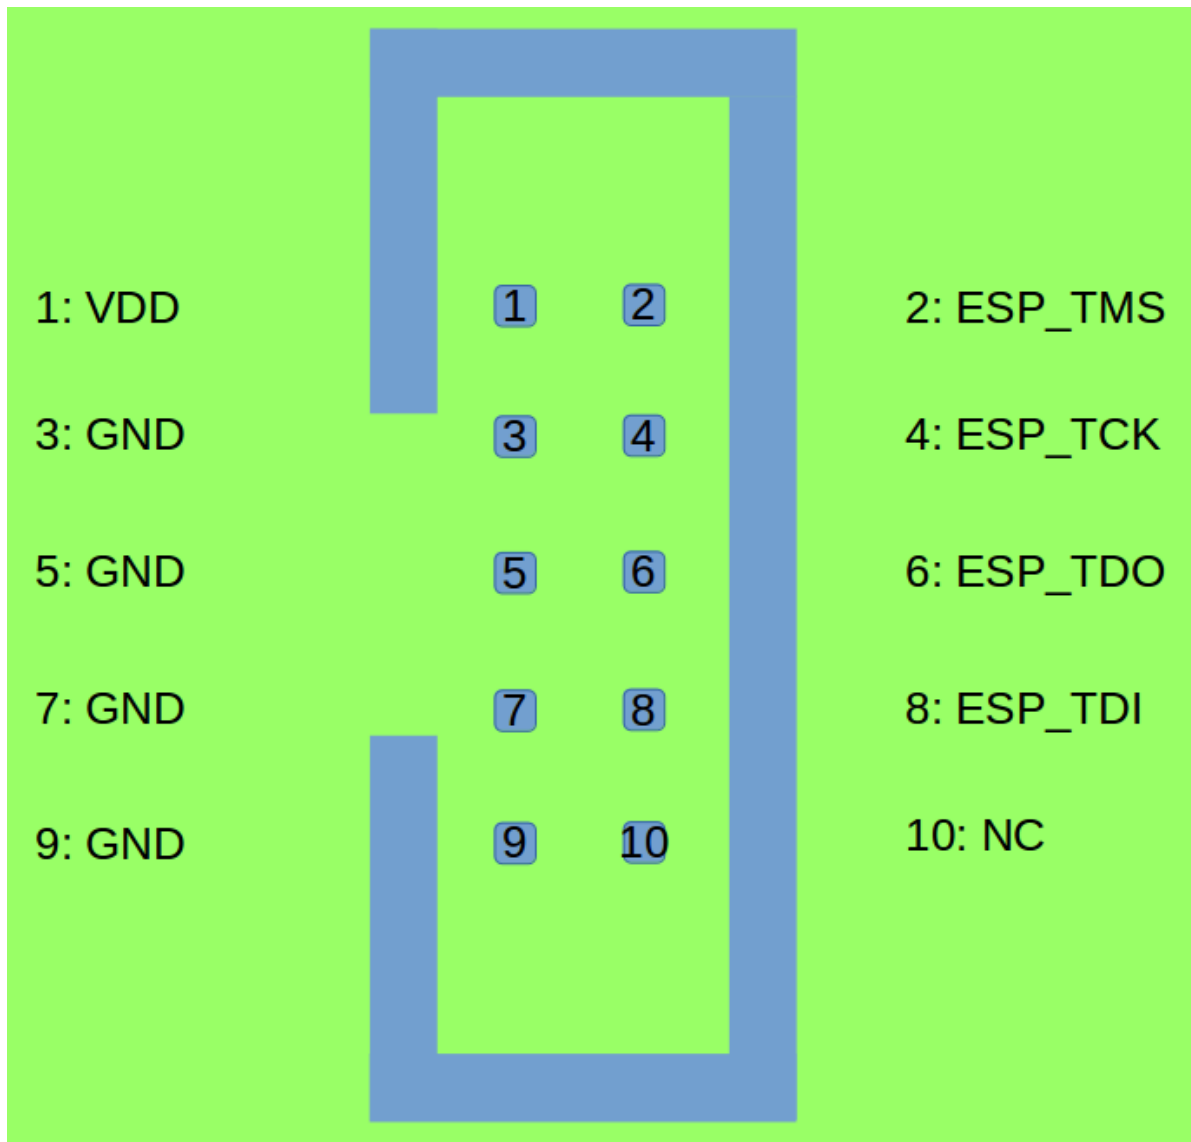 1: VDD
1
2
2: ESP_TMS
3: GND
3
4
4: ESP_TCK
5: GND
5
6
6: ESP_TDO
7: GND
7
8
8: ESP_TDI
9: GND
9
10
10: NC